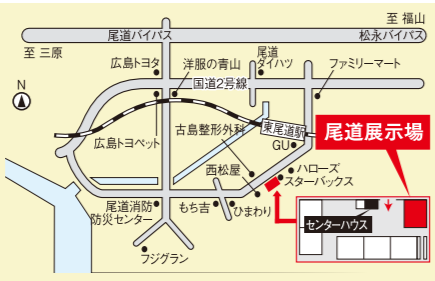 至 福山
尾道バイパス
松永バイパス
至 三原
広島トヨタ
洋服の青山
尾道
ダイハツ
ファミリーマート
国道2号線
N
広島トヨペット
古島整形外科
東尾道駅
GU
尾道展示場
西松屋
ハローズ
スターバックス
尾道消防
防災センター
もち吉
ひまわり
センターハウス
フジグラン